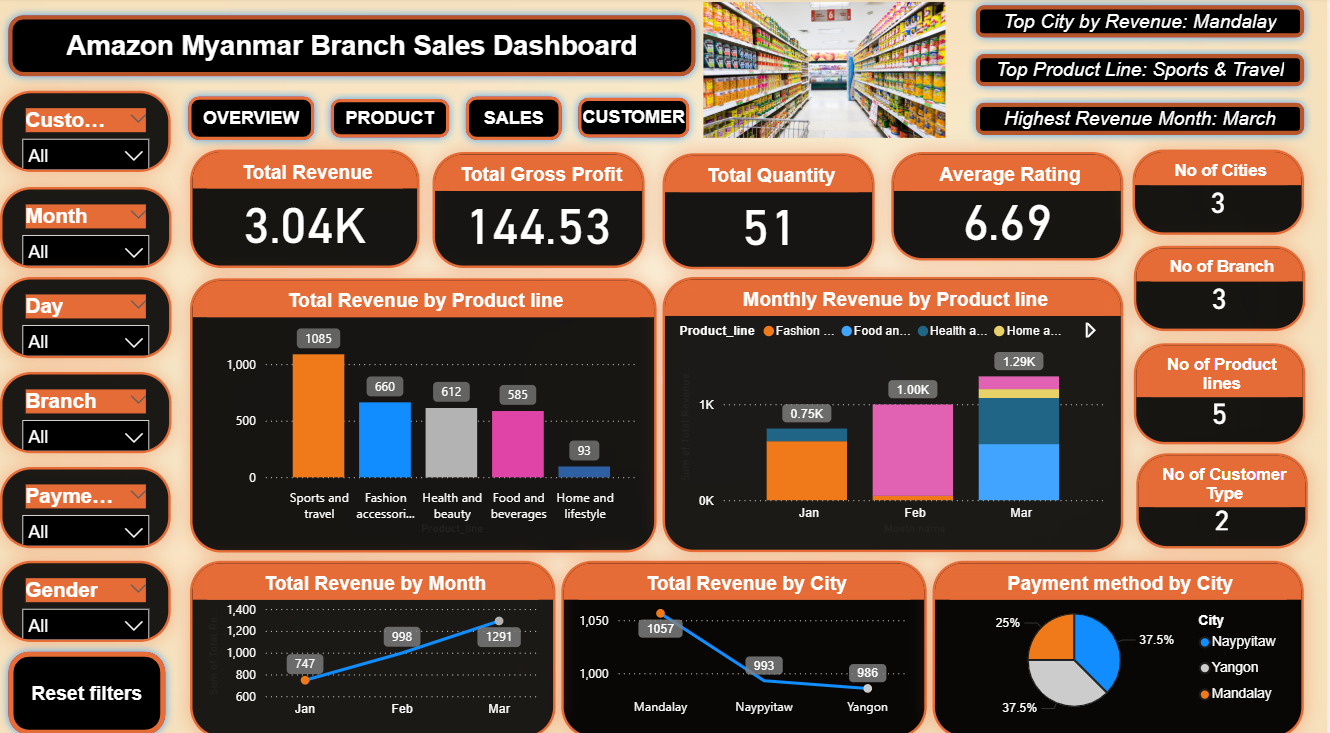 Amazon Myanmar Branch Sales Dashboard
Top City by Revenue: Mandalay
Top Product Line: Sports & Travel
Highest Revenue Month: March
OVERVIEW
PRODUCT
SALES
CUSTOMER
Custo...
All
Month
All
Day
All
Branch
All
Payme...
All
Gender
All
Reset filters
Total Revenue
3.04K
Total Gross Profit
144.53
Total Quantity
51
Average Rating
6.69
No of Cities
3
No of Branch
3
No of Product
lines
5
No of Customer
Type
2
Total Revenue by Product line
1,000
500
0
1085
660
612
585
93
Sports and
travel
Fashion
accessori...
Health and
beauty
Food and
beverages
Home and
lifestyle
Product_line
Monthly Revenue by Product line
Product_line
Fashion ...
Food an...
Health a...
Home a...
Sum of Total Revenue
1K
0K
0.75K
1.00K
1.29K
Jan
Feb
Mar
Month name
Total Revenue by Month
1,400
1,200
1,000
800
600
747
998
1291
Jan
Feb
Mar
Total Revenue by City
1,050
1,000
1057
993
986
Mandalay
Naypyitaw
Yangon
Payment method by City
25%
37.5%
37.5%
City
Naypyitaw
Yangon
Mandalay